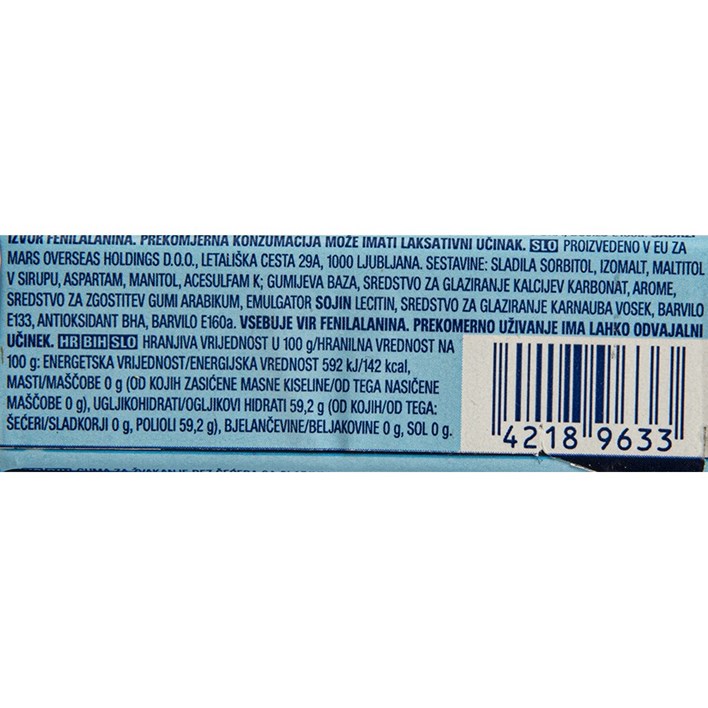 IZVOR FENILALANINA. PREKOMJERNA KONZUMACIJA MOŽE IMATI LAKSATIVNI UČINAK. SLO PROIZVEDENO V EU ZA
MARS OVERSEAS HOLDINGS D.O.O., LETALIŠKA CESTA 29A, 1000 LJUBLJANA. SESTAVINE: SLADILA SORBITOL, IZOMALT, MALTITOL
V SIRUPU, ASPARTAM, MANITOL, ACESULFAM K; GUMIJEVA BAZA, SREDSTVO ZA GLAZIRANJE KALCIJEV KARBONAT, AROME,
SREDSTVO ZA ZGOSTITEV GUMI ARABIKUM, EMULGATOR SOJIN LECITIN, SREDSTVO ZA GLAZIRANJE KARNAUBA VOSEK, BARVILO
E133, ANTIOKSIDANT BHA, BARVILO E160a. VSEBUJE VIR FENILALANINA. PREKOMERNO UŽIVANJE IMA LAHKO ODVAJALNI
UČINEK. HR BIH SLO HRANJIVA VRIJEDNOST U 100 g/HRANILNA VREDNOST NA
100 g: ENERGETSKA VRIJEDNOST/ENERGIJSKA VREDNOST 592 kJ/142 kcal,
MASTI/MAŠČOBE 0 g (OD KOJIH ZASIĆENE MASNE KISELINE/OD TEGA NASIČENE
MAŠČOBE 0 g), UGLJIKOHIDRATI/OGLJIKOVI HIDRATI 59,2 g (OD KOJIH/OD TEGA:
ŠEĆERI/SLADKORJI 0 g, POLIOLI 59,2 g), BJELANČEVINE/BELJAKOVINE 0 g, SOL 0 g.
4218 9633
GUMA ZA ŽVAKANJE BEZ ŠEĆERA